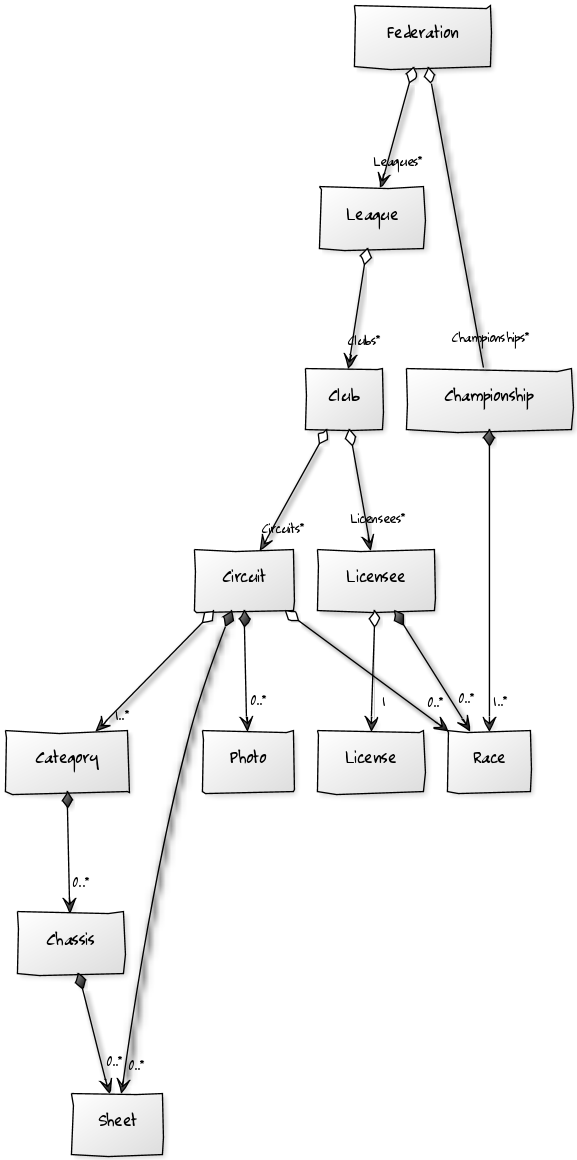 Federation
Leagues*
League
Clubs*
Championships*
Club
Championship
Circuits*
Licensees*
Circuit
Licensee
1..*
0..*
1
0..*
0..*
1..*
Category
Photo
License
Race
0..*
Chassis
0..*
0..*
Sheet